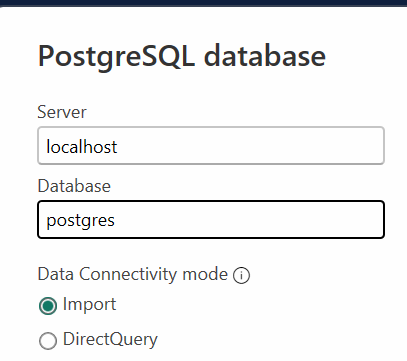 PostgreSQL database
Server
localhost
Database
postgres
Data Connectivity mode
Import
DirectQuery